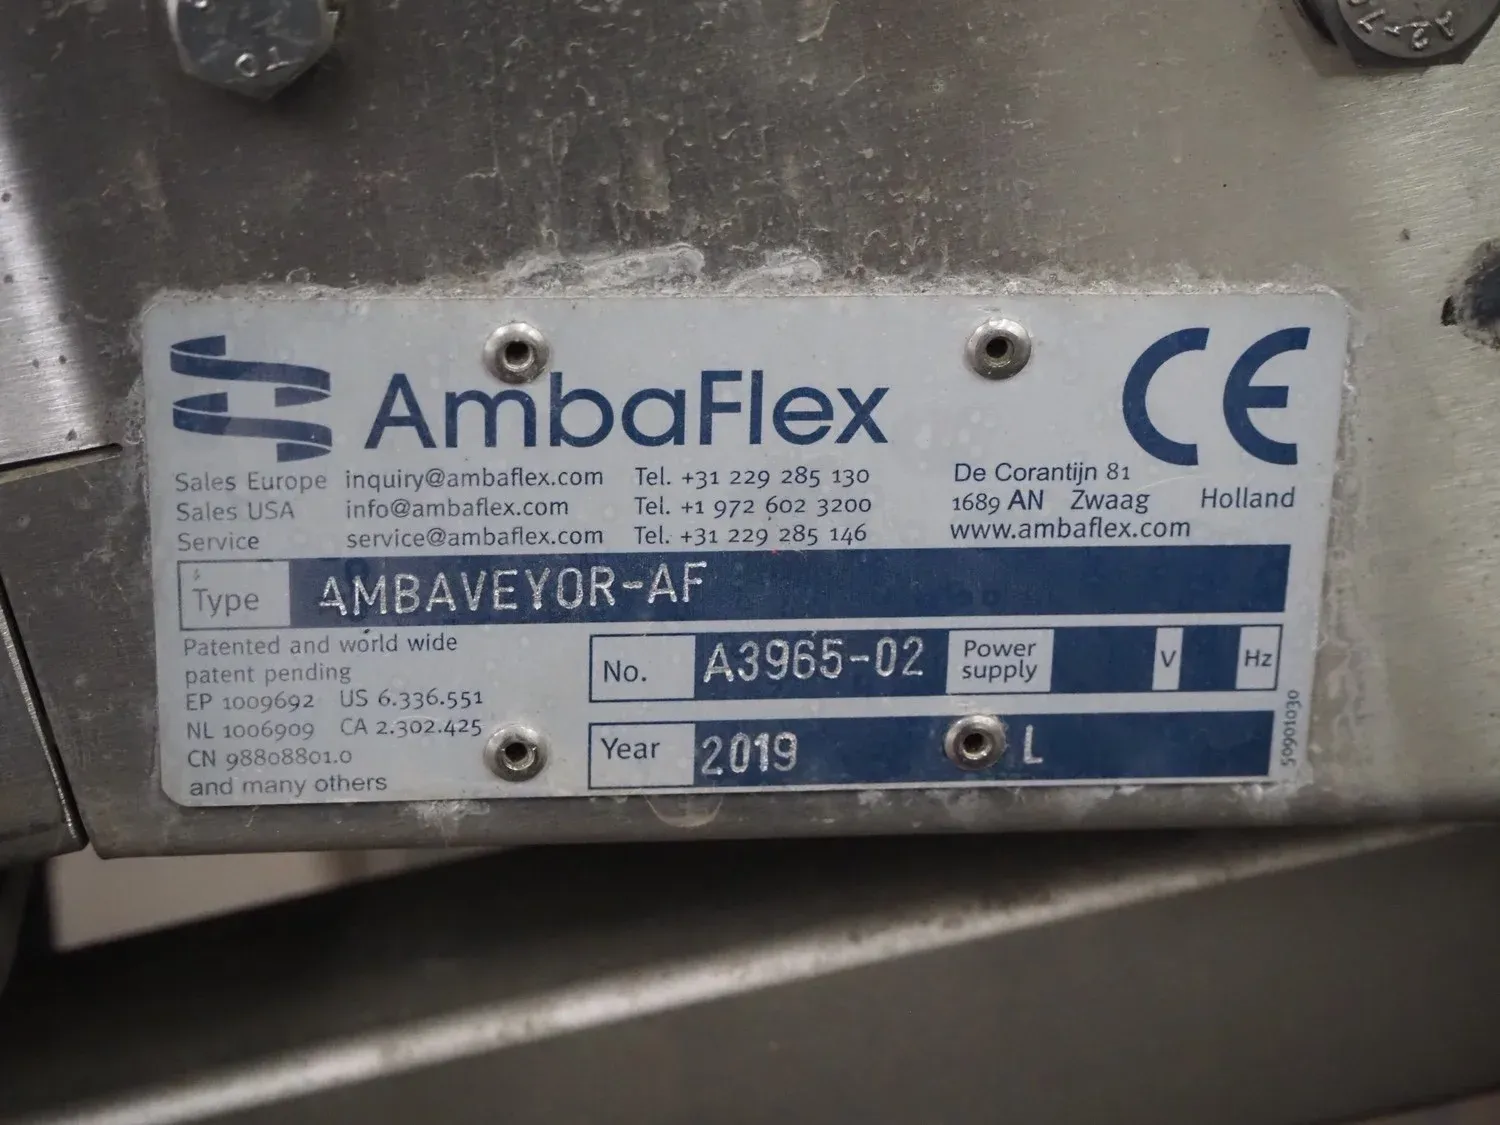 AmbaFlex CE
Sales Europe inquiry@ambaflex.com Tel. +31 229 285 130 De Corantijn 81
Sales USA info@ambaflex.com Tel. +1 972 602 3200 1689 AN Zwaag Holland
Service service@ambaflex.com Tel. +31 229 285 146 www.ambaflex.com
Type AMBAVEYOR-AF
Patented and world wide
patent pending
EP 1009692 US 6.336.551
NL 1006909 CA 2.302.425
CN 98808801.0
and many others
No. A3965-02 Power supply V Hz
Year 2019 L
50901030